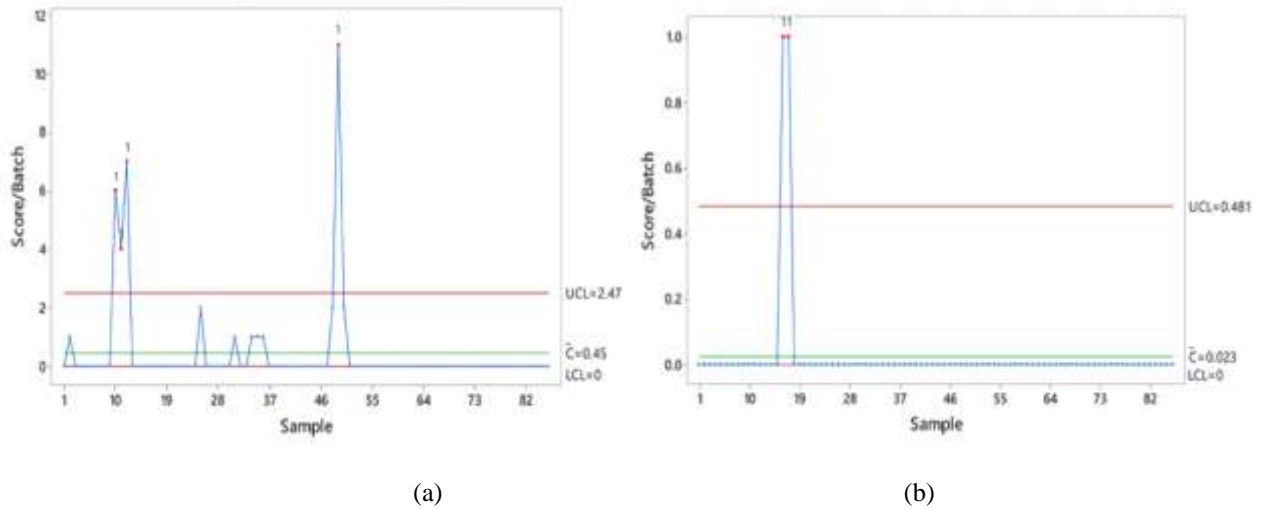 12
10
8
6
4
2
0
Score/Batch
1
1
1
UCL=2.47
C̄=0.45
LCL=0
1 10 19 28 37 46 55 64 73 82
Sample
(a)
1.0
0.8
0.6
0.4
0.2
0.0
Score/Batch
11
UCL=0.481
C̄=0.023
LCL=0
1 10 19 28 37 46 55 64 73 82
Sample
(b)